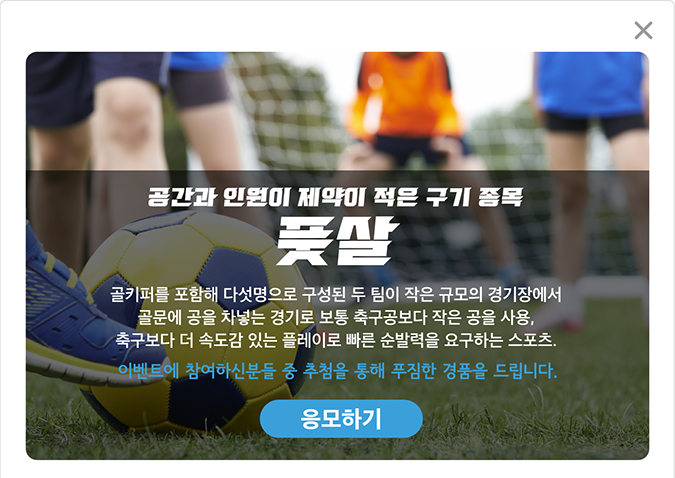 공간과 인원이 제약이 적은 구기 종목
풋살
골키퍼를 포함해 다섯명으로 구성된 두 팀이 작은 규모의 경기장에서
골문에 공을 차넣는 경기로 보통 축구공보다 작은 공을 사용,
축구보다 더 속도감 있는 플레이로 빠른 순발력을 요구하는 스포츠.
이벤트에 참여하신분들 중 추첨을 통해 푸짐한 경품을 드립니다.
응모하기